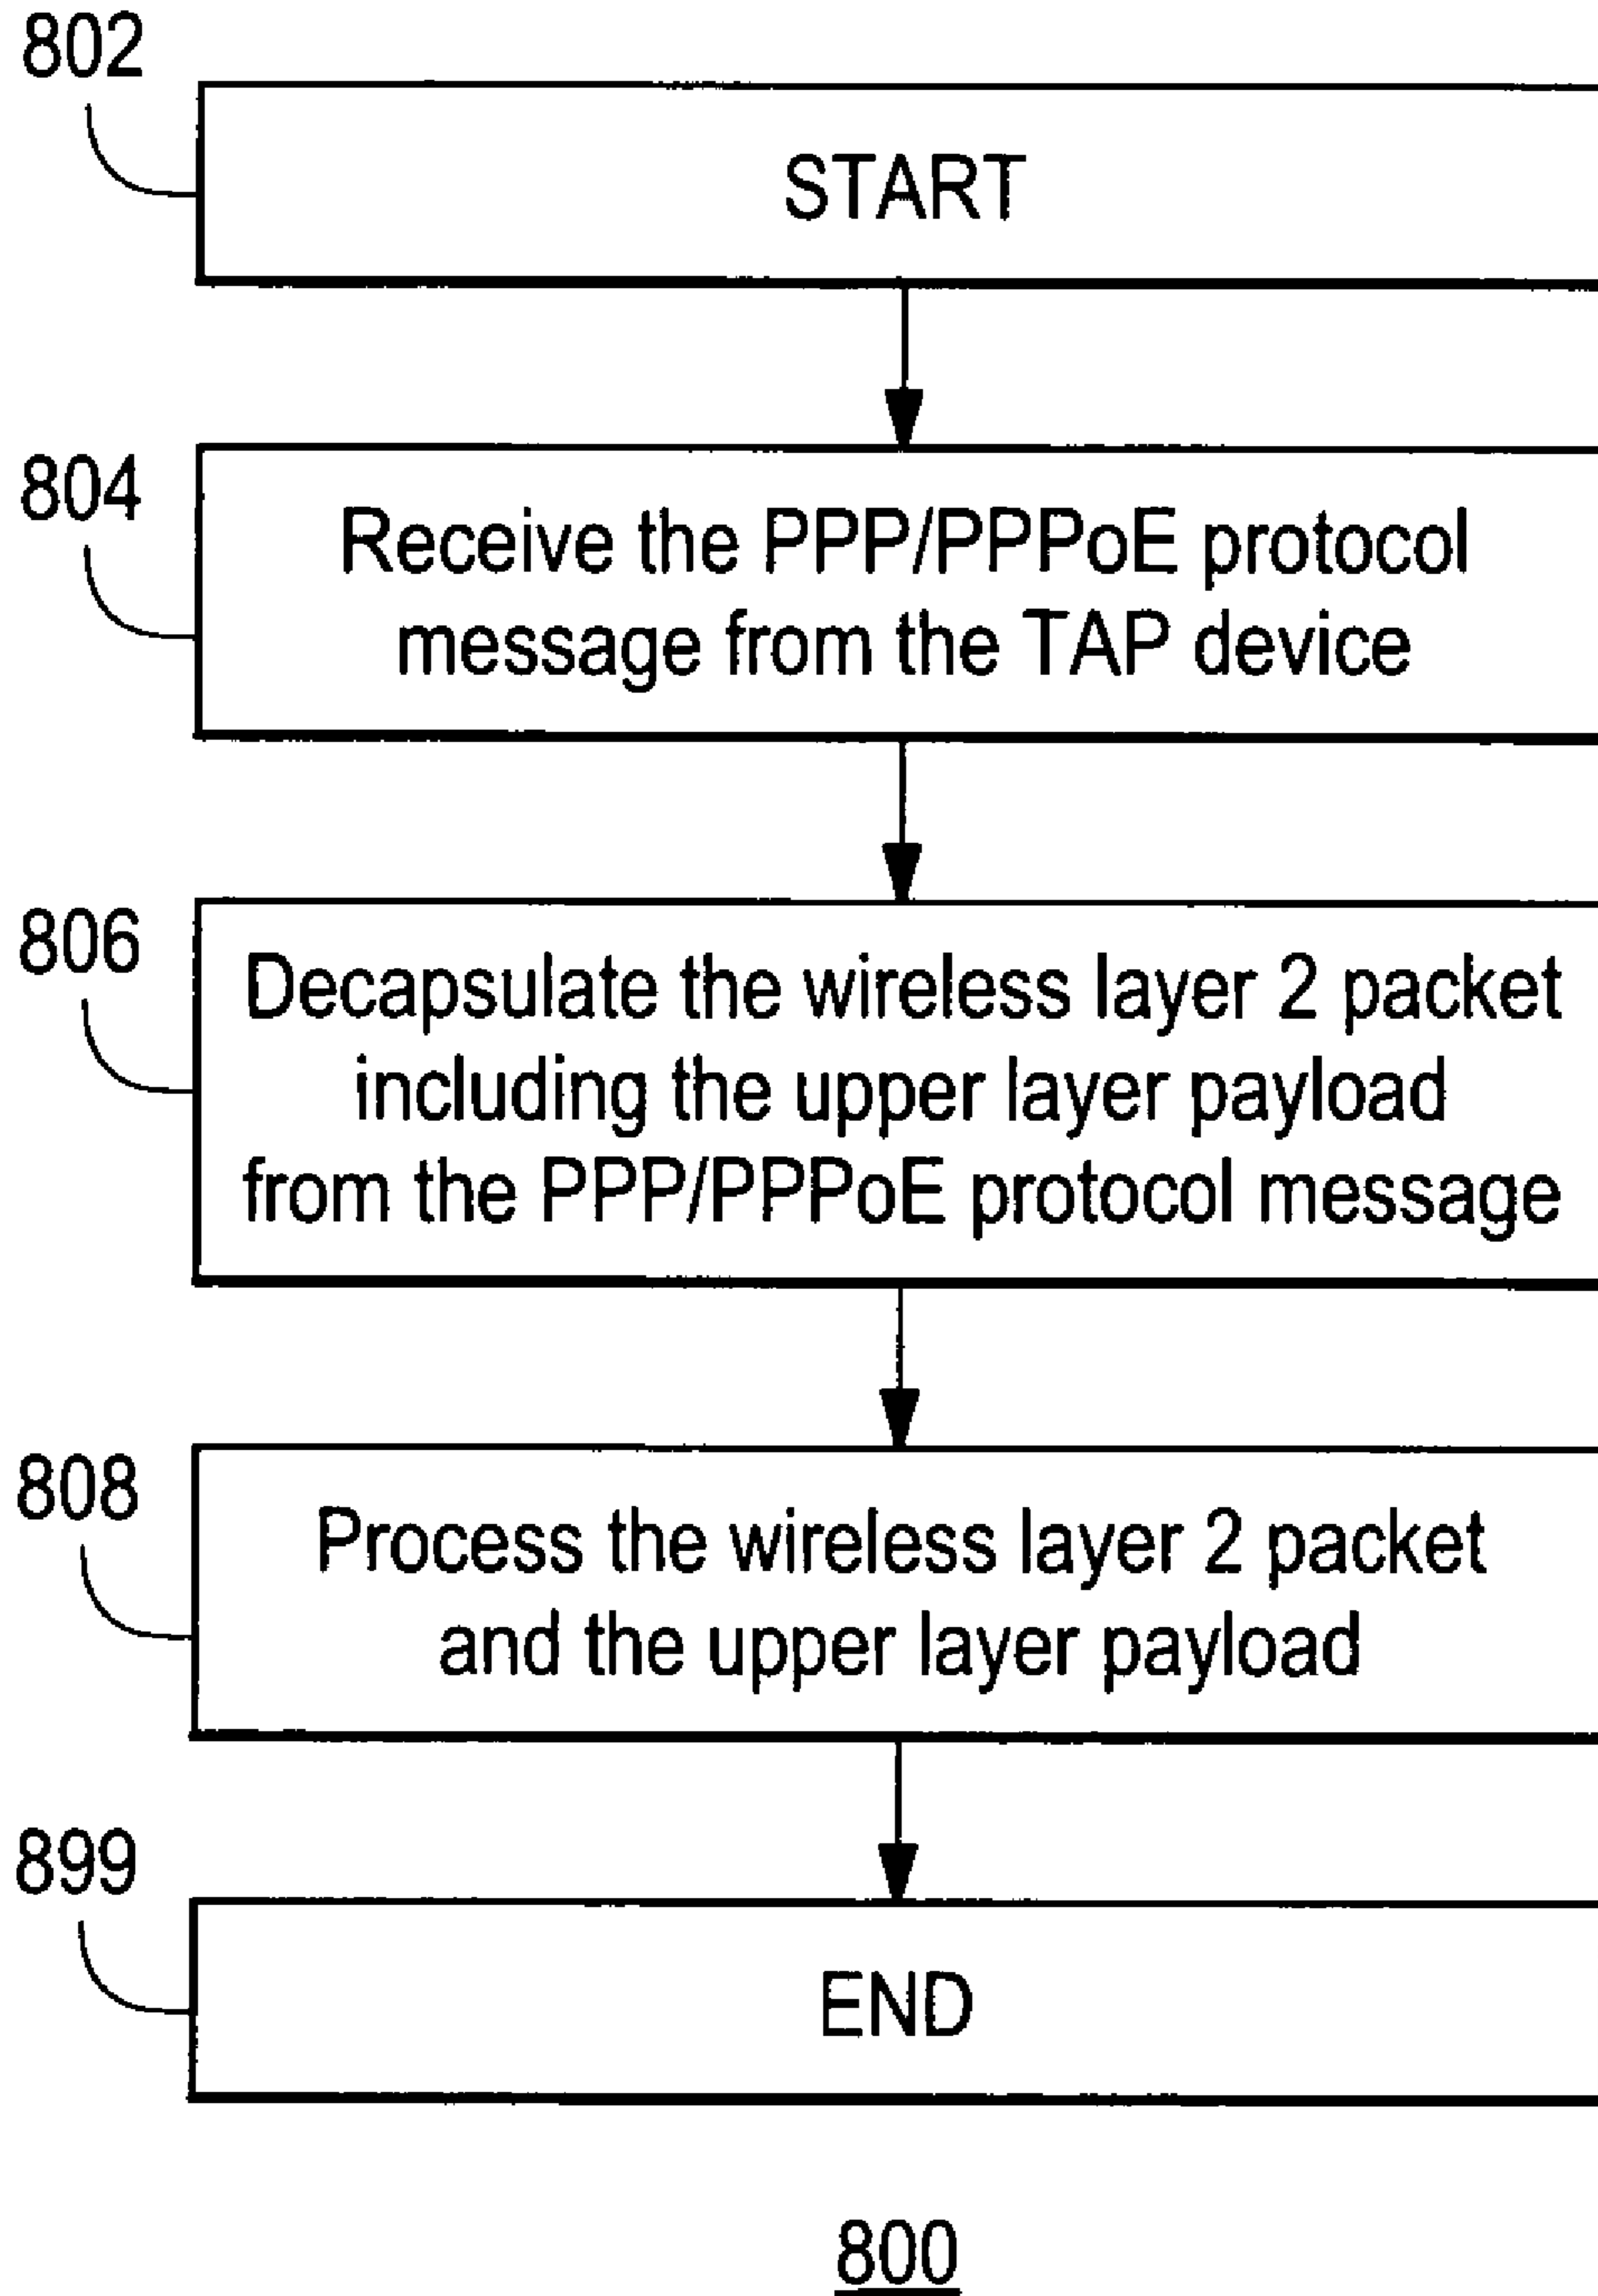 802
START
804
Receive the PPP/PPPoE protocol
message from the TAP device
806
Decapsulate the wireless layer 2 packet
including the upper layer payload
from the PPP/PPPoE protocol message
808
Process the wireless layer 2 packet
and the upper layer payload
899
END
800